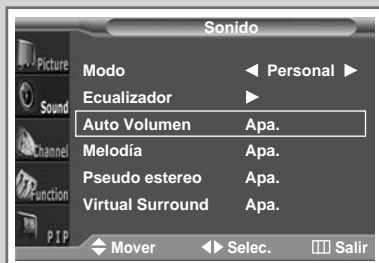 Sonido
Picture
Sound
Channel
Function
PIP
Modo ◀ Personal ▶
Ecualizador ▶
Auto Volumen Apa.
Melodía Apa.
Pseudo estereo Apa.
Virtual Surround Apa.
Mover Selec. Salir